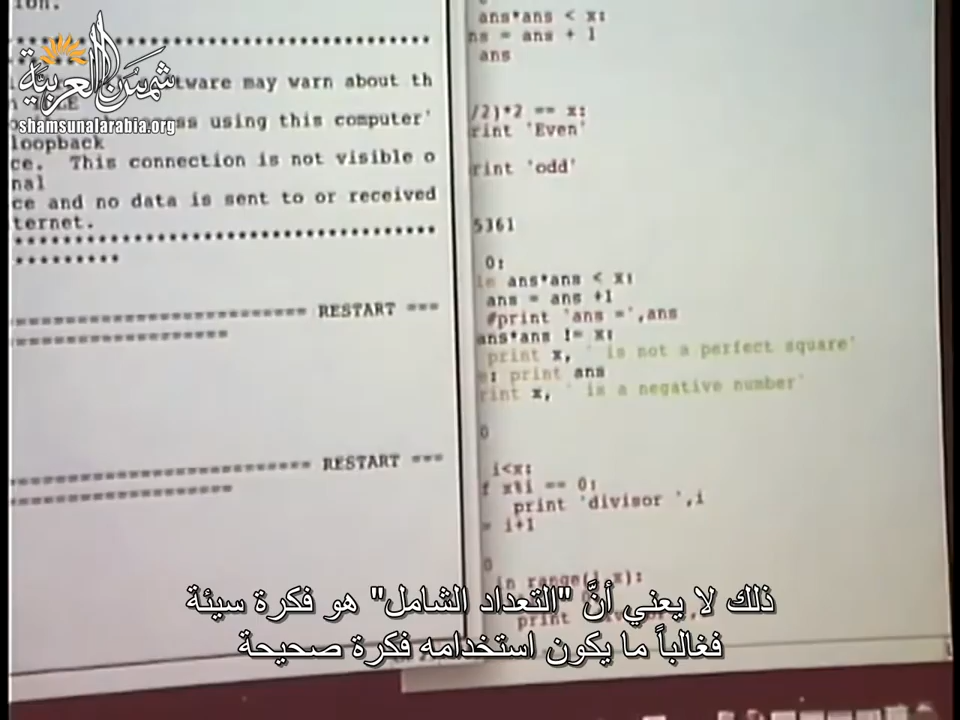 ion.
شمس العربية
shamsunalarabia.org
tware may warn about th
using this computer'
loopback
ce. This connection is not visible o
nal
ce and no data is sent to or received
ternet.
RESTART
RESTART
ans*ans < x:
ns = ans + 1
ans
/2)*2 == x:
rint 'Even'
rint 'odd'
5361
0:
ans*ans < x:
ans = ans +1
#print 'ans =',ans
ans*ans != x:
print x, ' is not a perfect square'
: print ans
rint x, ' is a negative number'
0
i<x:
f x%i == 0:
print 'divisor ',i
= i+1
0
in range(1,x):
print
ذلك لا يعني أنَّ "التعداد الشامل" هو فكرة سيئة
فغالباً ما يكون استخدامه فكرة صحيحة